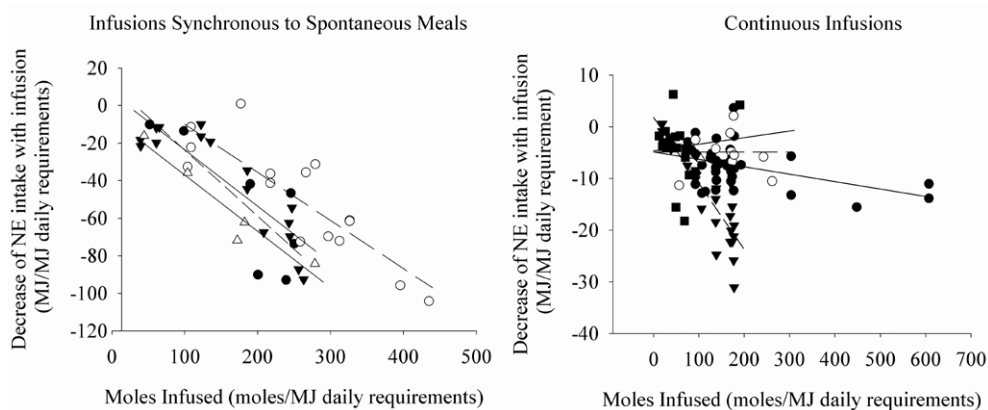 Infusions Synchronous to Spontaneous Meals
Decrease of NE intake with infusion
(MJ/MJ daily requirements)
20
0
-20
-40
-60
-80
-100
-120
0 100 200 300 400 500
Moles Infused (moles/MJ daily requirements)
Continuous Infusions
Decrease of NE intake with infusion
(MJ/MJ daily requirement)
10
0
-10
-20
-30
-40
0 100 200 300 400 500 600 700
Moles Infused (moles/MJ daily requirements)